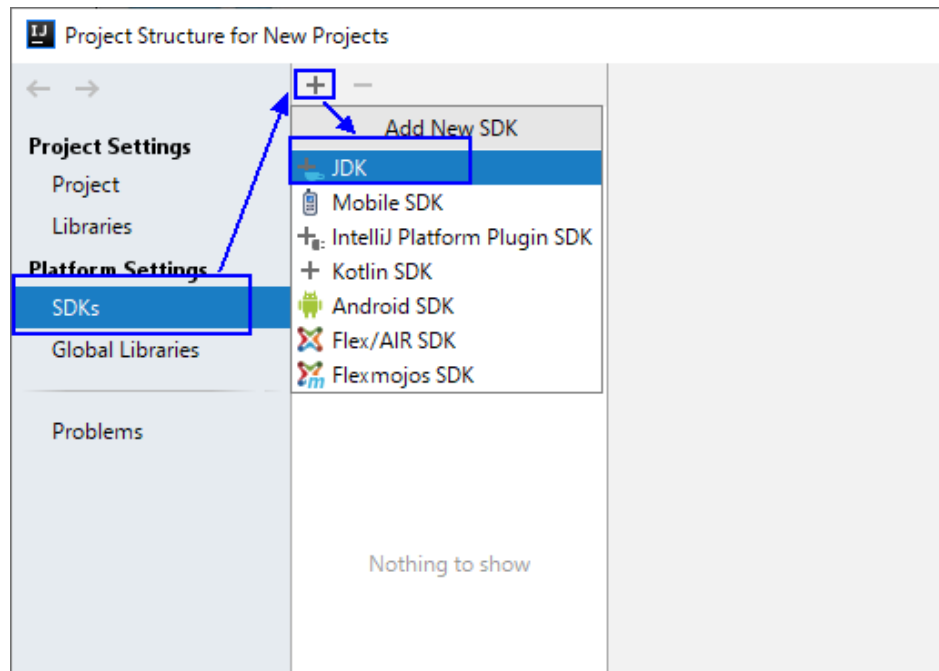 IJ
Project Structure for New Projects
Project Settings
Project
Libraries
Platform Settings
SDKs
Global Libraries
Problems
Add New SDK
JDK
Mobile SDK
IntelliJ Platform Plugin SDK
Kotlin SDK
Android SDK
Flex/AIR SDK
Flexmojos SDK
Nothing to show